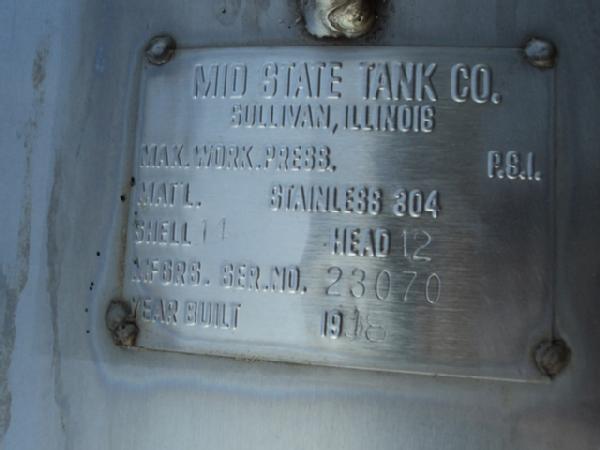 MID STATE TANK CO.
SULLIVAN, ILLINOIS
MAX. WORK. PRESS. P.S.I.
MAT'L. STAINLESS 304
SHELL 14 HEAD 12
MFGRS. SER. NO. 23070
YEAR BUILT